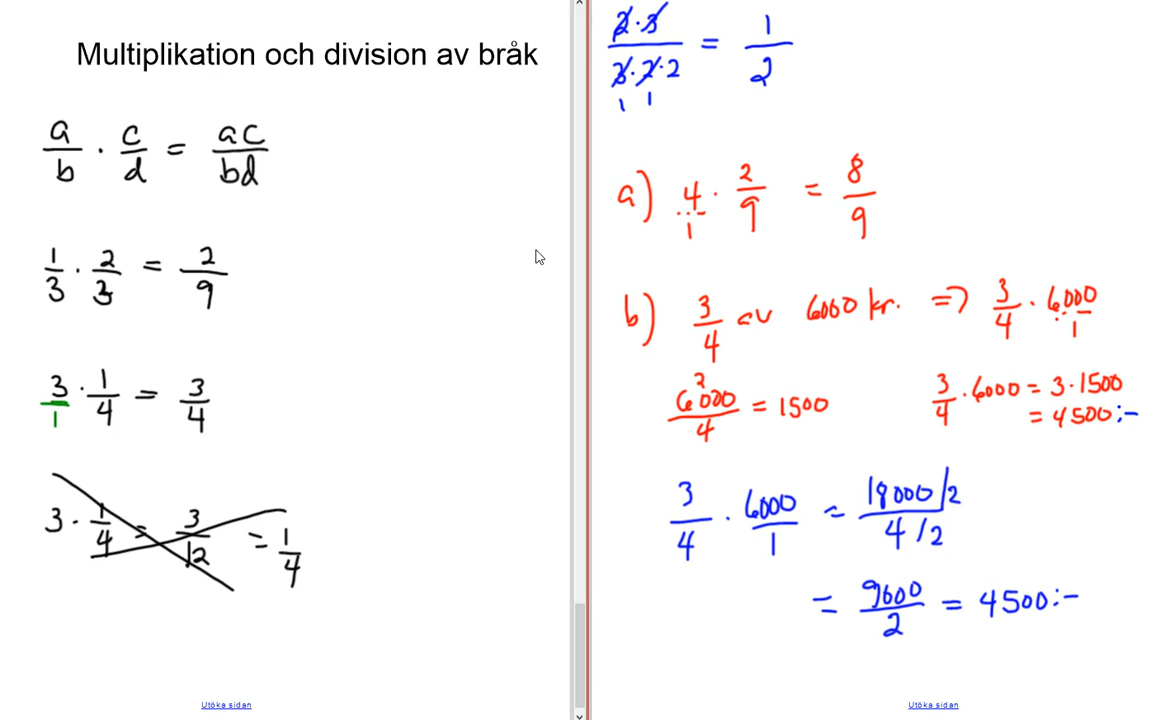 Multiplikation och division av bråk
a/b · c/d = ac/bd
1/3 · 2/3 = 2/9
3/1 · 1/4 = 3/4
3 · 1/4 = 3/12 = 1/4
Utöka sidan
2·3/3·2·2 = 1/2
1 1
a) 4/1 · 2/9 = 8/9
b) 3/4 av 6000 kr. => 3/4 · 6000/1
6000/4 = 1500
2
3/4 · 6000 = 3 · 1500
= 4500:-
3/4 · 6000/1 = 18000/2 / 4/2
= 9000/2 = 4500:-
Utöka sidan